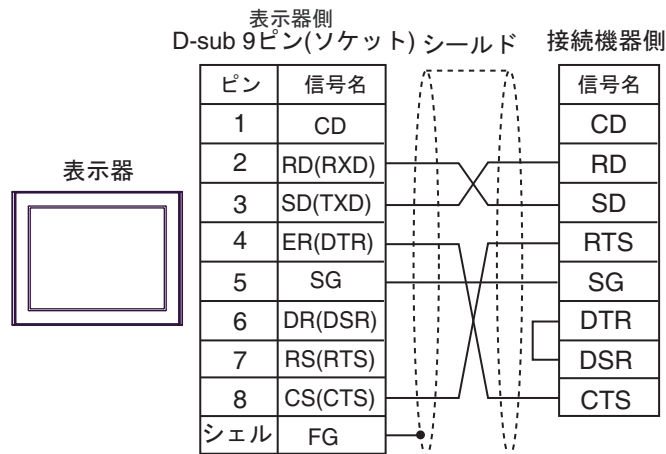 表示器側
D-sub 9ピン(ソケット) シールド 接続機器側
ピン 信号名 信号名
1 CD CD
2 RD(RXD) RD
表示器
3 SD(TXD) SD
4 ER(DTR) RTS
5 SG SG
6 DR(DSR) DTR
7 RS(RTS) DSR
8 CS(CTS) CTS
シェル FG